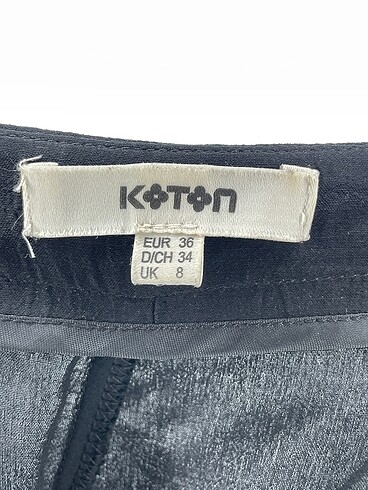 KOTON
EUR 36
D/CH 34
UK 8